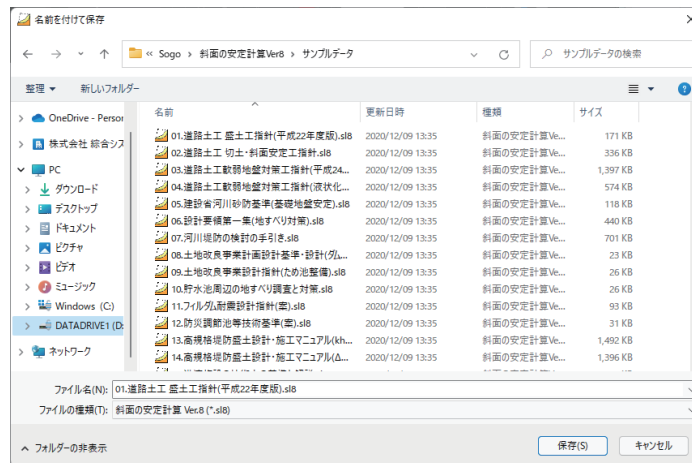 名前を付けて保存
« Sogo › 斜面の安定計算Ver8 › サンプルデータ
サンプルデータの検索
整理 新しいフォルダー
名前 更新日時 種類 サイズ
OneDrive - Person
株式会社 綜合シス
PC
ダウンロード
デスクトップ
ドキュメント
ピクチャ
ビデオ
ミュージック
Windows (C:)
DATADRIVE1 (D:
ネットワーク
01.道路土工 盛土工指針(平成22年度版).sl8 2020/12/09 13:35 斜面の安定計算Ve... 171 KB
02.道路土工 切土・斜面安定工指針.sl8 2020/12/09 13:35 斜面の安定計算Ve... 336 KB
03.道路土工軟弱地盤対策工指針(平成24... 2020/12/09 13:35 斜面の安定計算Ve... 1,397 KB
04.道路土工軟弱地盤対策工指針(液状化... 2020/12/09 13:35 斜面の安定計算Ve... 574 KB
05.建設省河川砂防基準(基礎地盤安定).sl8 2020/12/09 13:35 斜面の安定計算Ve... 118 KB
06.設計要領第一集(地すべり対策).sl8 2020/12/09 13:35 斜面の安定計算Ve... 440 KB
07.河川堤防の検討の手引き.sl8 2020/12/09 13:35 斜面の安定計算Ve... 701 KB
08.土地改良事業計画設計基準・設計(ダム... 2020/12/09 13:35 斜面の安定計算Ve... 23 KB
09.土地改良事業設計指針(ため池整備).sl8 2020/12/09 13:35 斜面の安定計算Ve... 26 KB
10.貯水池周辺の地すべり調査と対策.sl8 2020/12/09 13:35 斜面の安定計算Ve... 26 KB
11.フィルダム耐震設計指針(案).sl8 2020/12/09 13:35 斜面の安定計算Ve... 93 KB
12.防災調節池等技術基準(案).sl8 2020/12/09 13:35 斜面の安定計算Ve... 31 KB
13.高規格堤防盛土設計・施工マニュアル(kh... 2020/12/09 13:35 斜面の安定計算Ve... 1,492 KB
14.高規格堤防盛土設計・施工マニュアル(Δ... 2020/12/09 13:35 斜面の安定計算Ve... 1,396 KB
ファイル名(N): 01.道路土工 盛土工指針(平成22年度版).sl8
ファイルの種類(T): 斜面の安定計算 Ver.8 (*.sl8)
フォルダーの非表示 保存(S) キャンセル